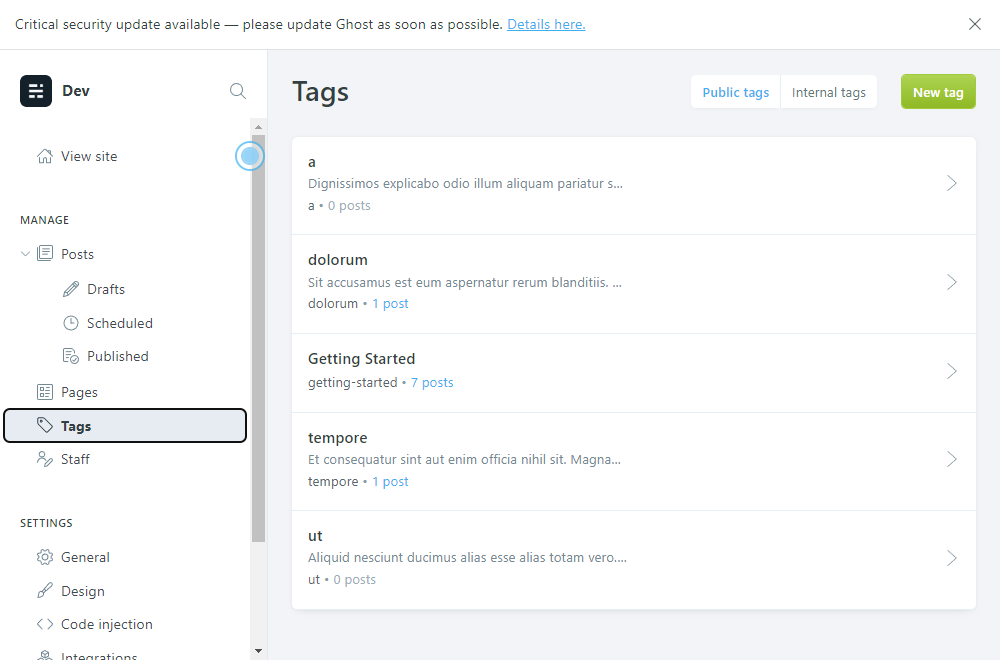 Critical security update available — please update Ghost as soon as possible. Details here.
Dev
View site
MANAGE
Posts
Drafts
Scheduled
Published
Pages
Tags
Staff
SETTINGS
General
Design
Code injection
Integrations
Tags
Public tags
Internal tags
New tag
a
Dignissimos explicabo odio illum aliquam pariatur s...
a • 0 posts
dolorum
Sit accusamus est eum aspernatur rerum blanditiis. ...
dolorum • 1 post
Getting Started
getting-started • 7 posts
tempore
Et consequatur sint aut enim officia nihil sit. Magna...
tempore • 1 post
ut
Aliquid nesciunt ducimus alias esse alias totam vero....
ut • 0 posts